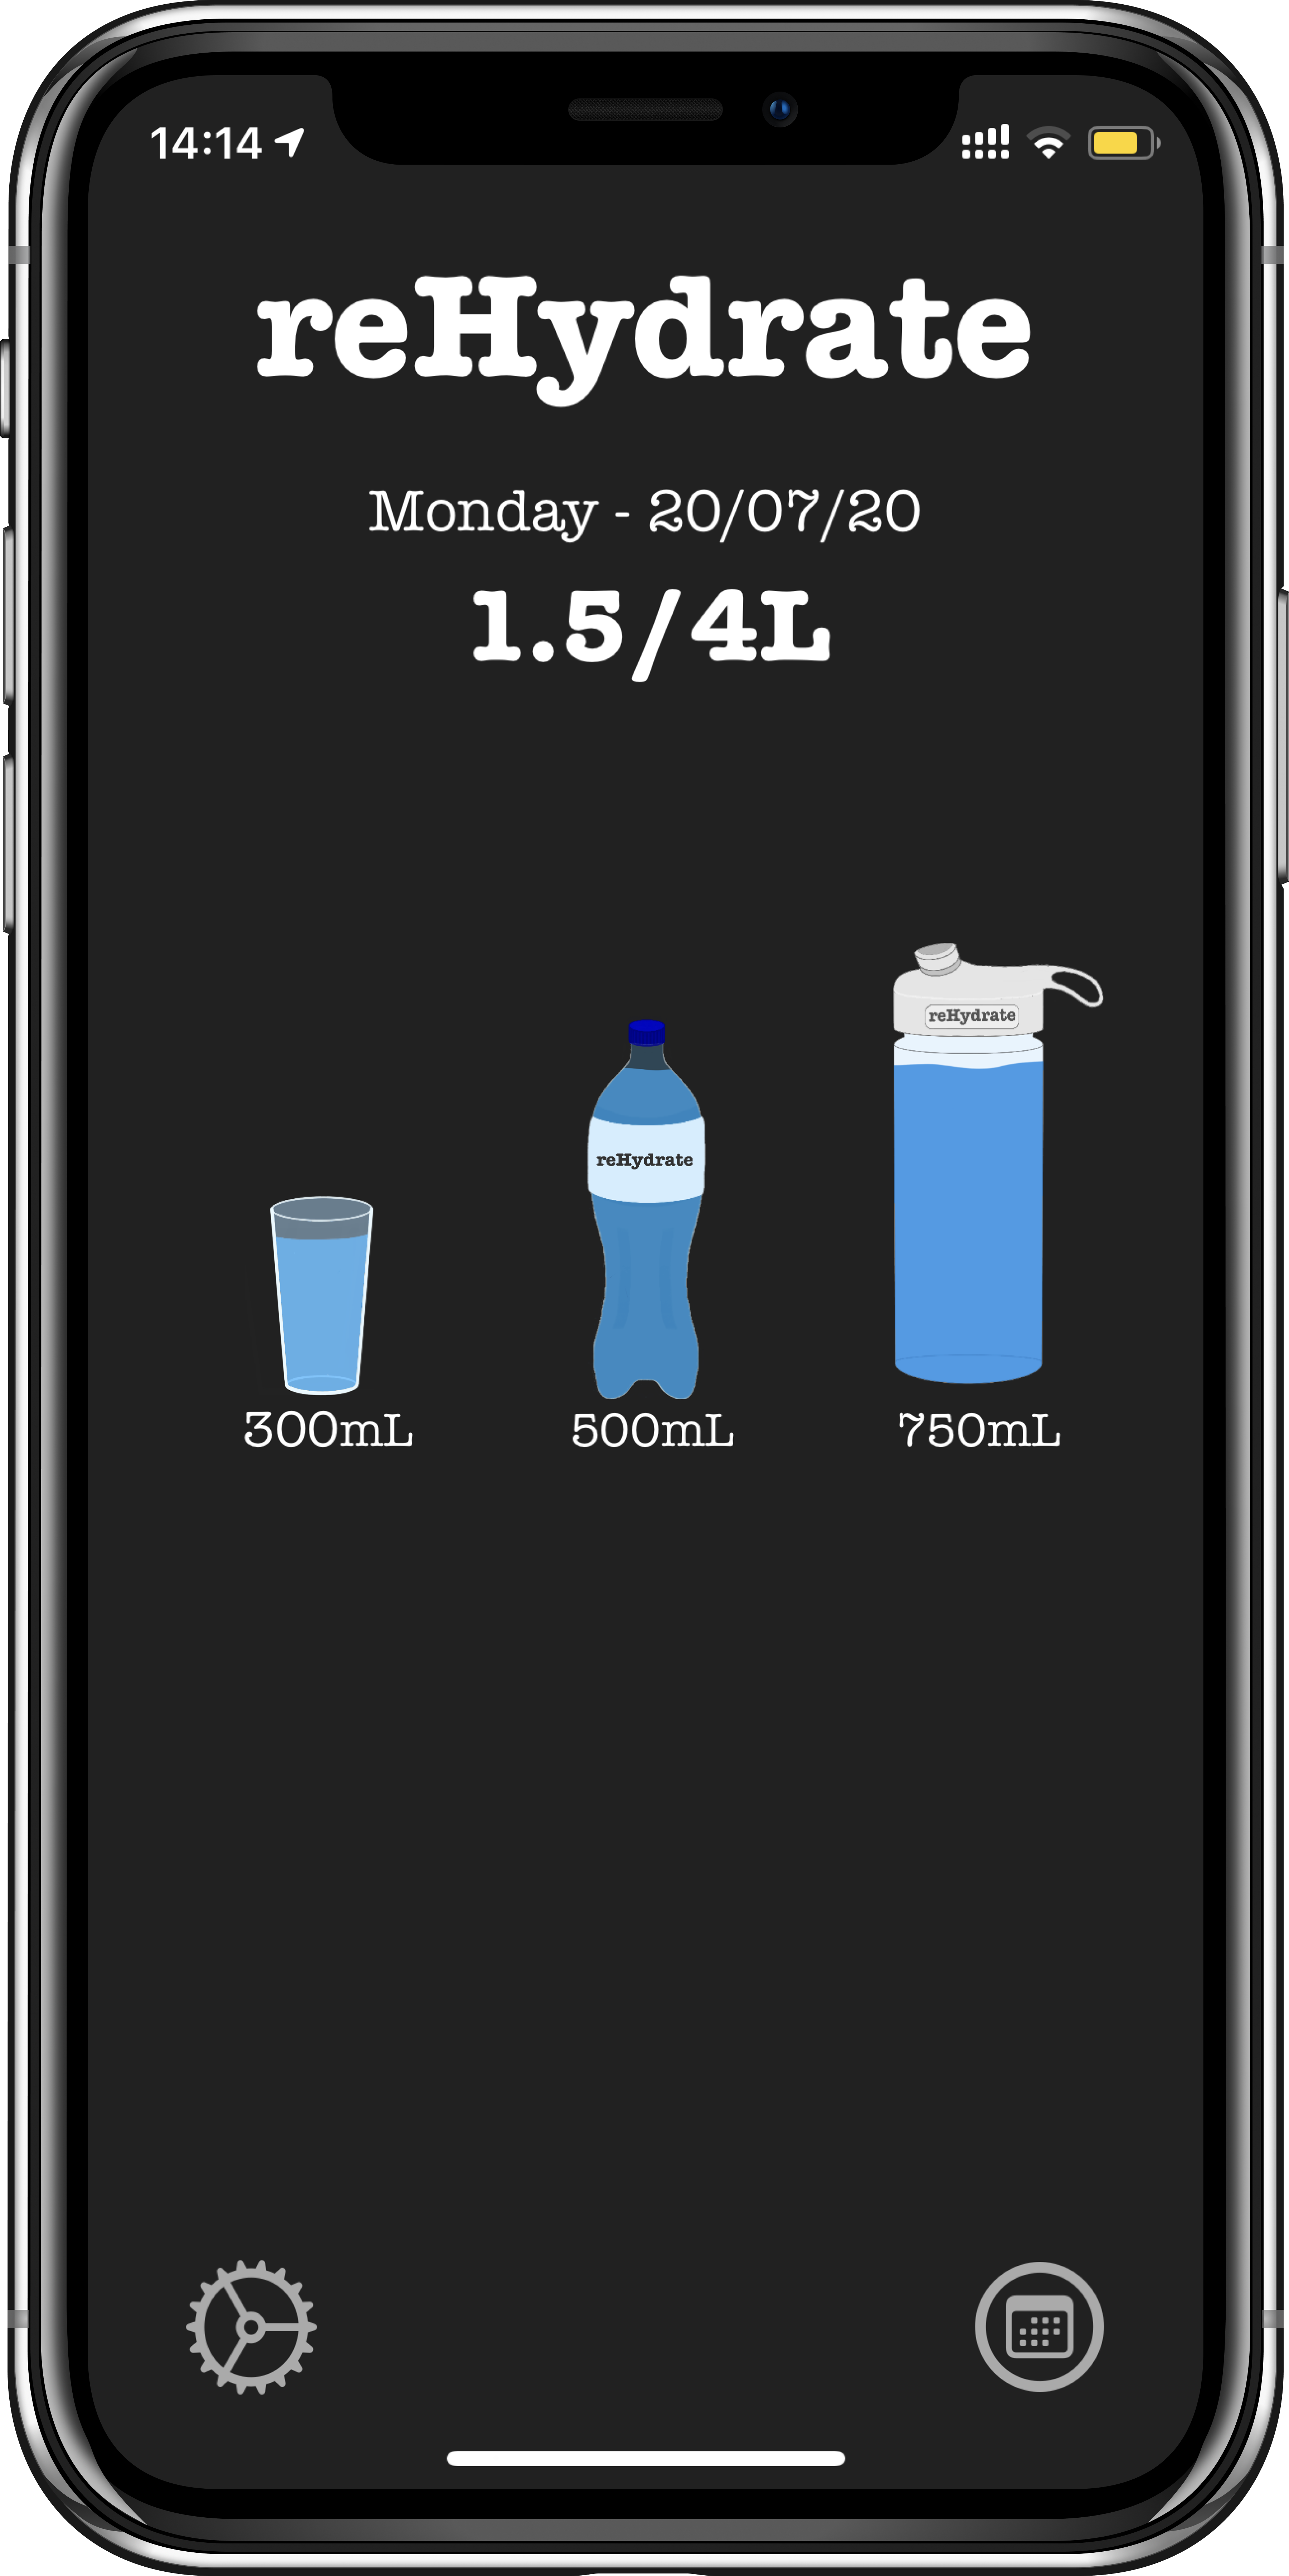 14:14
reHydrate
Monday - 20/07/20
1.5/4L
reHydrate
reHydrate
300mL
500mL
750mL